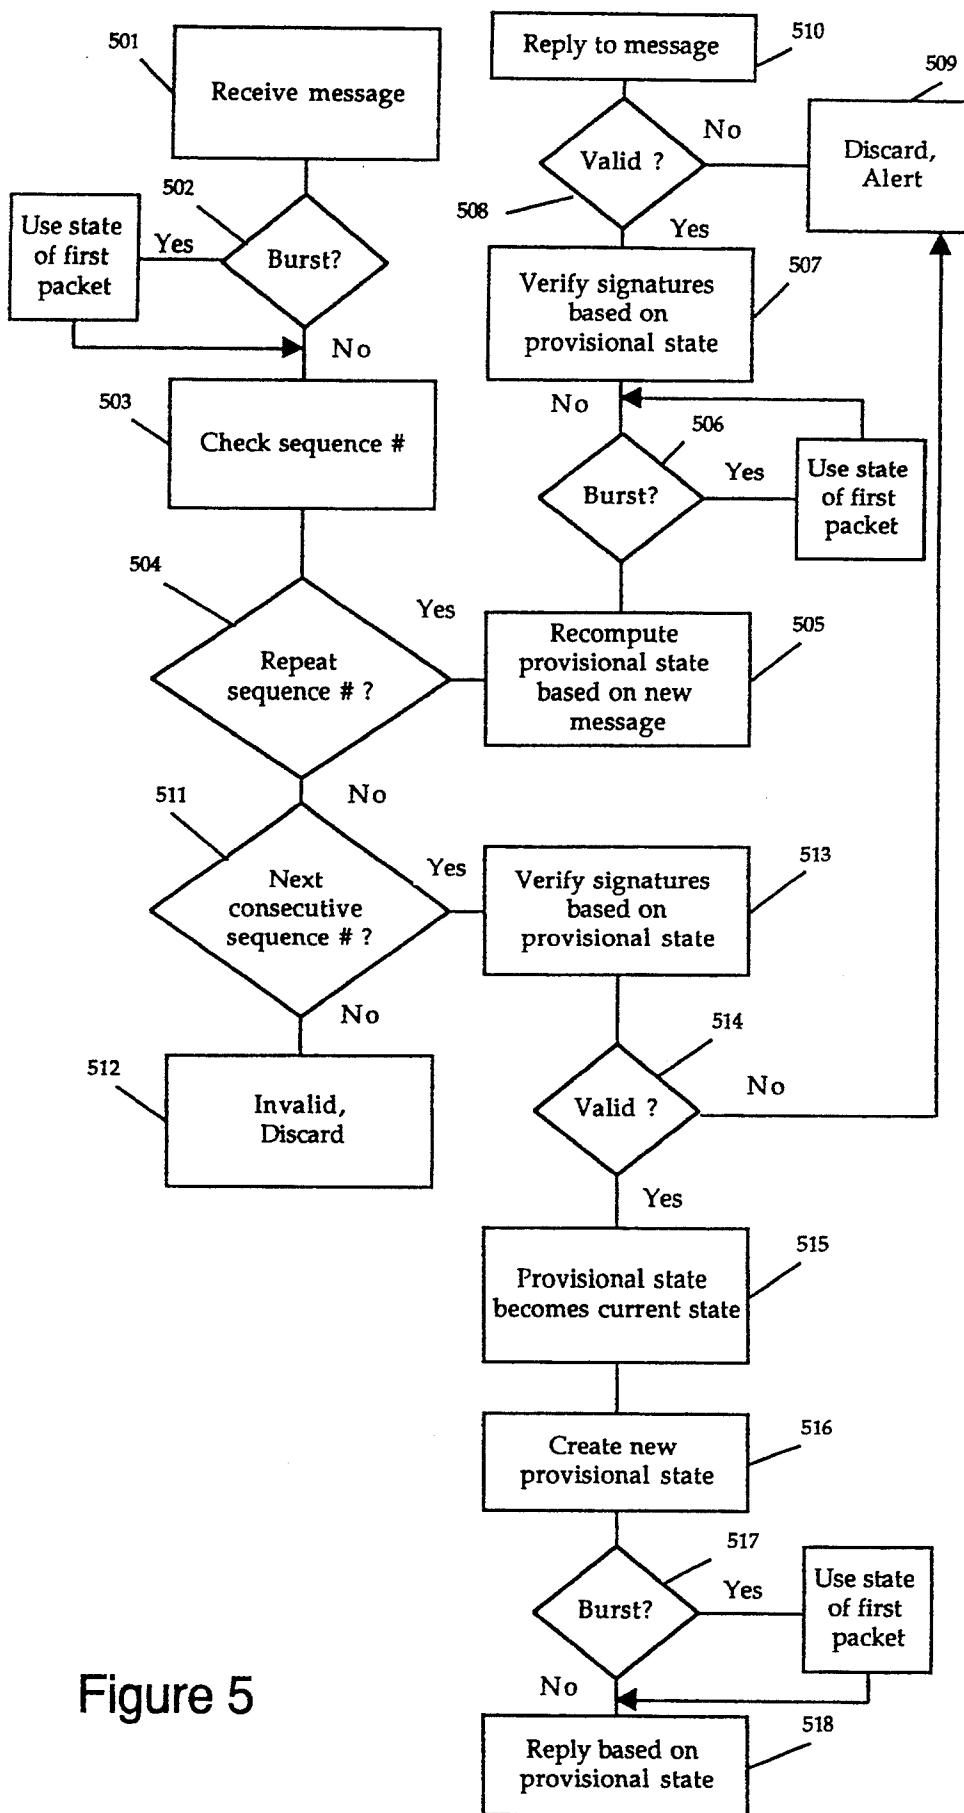 501
Receive message
502
Use state
of first
packet
Yes
Burst?
No
503
Check sequence #
504
Repeat
sequence # ?
Yes
No
511
Next
consecutive
sequence # ?
Yes
No
512
Invalid,
Discard
Reply to message
510
509
Discard,
Alert
No
Valid ?
508
Yes
Verify signatures
based on
provisional state
507
No
506
Burst?
Yes
Use state
of first
packet
Recompute
provisional state
based on new
message
505
Verify signatures
based on
provisional state
513
514
Valid ?
No
Yes
Provisional state
becomes current state
515
Create new
provisional state
516
517
Burst?
Yes
Use state
of first
packet
No
Reply based on
provisional state
518
Figure 5